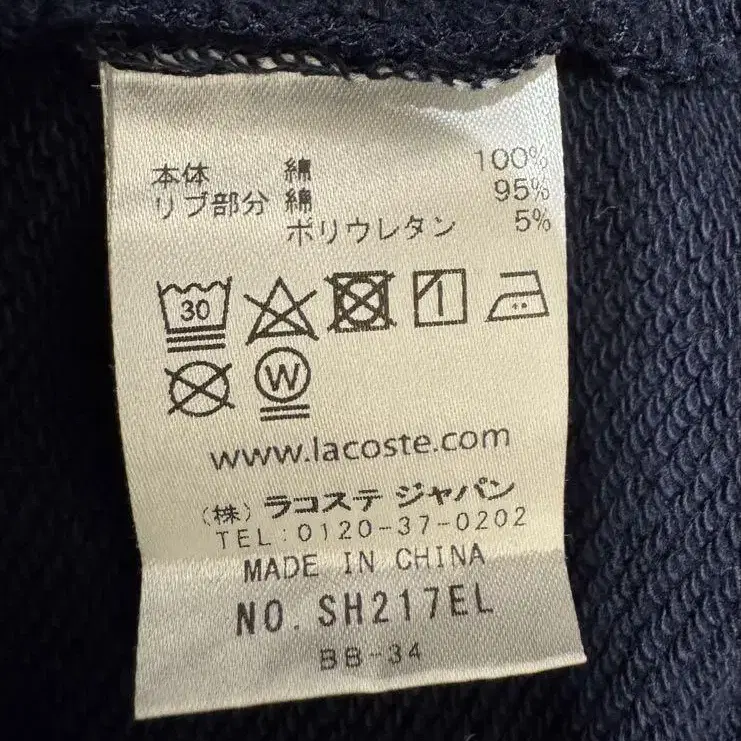 本体 綿 100%
リブ部分 綿 95%
ポリウレタン 5%
30
W
www.lacoste.com
(株) ラコステ ジャパン
TEL:0120-37-0202
MADE IN CHINA
NO. SH217EL
BB-34